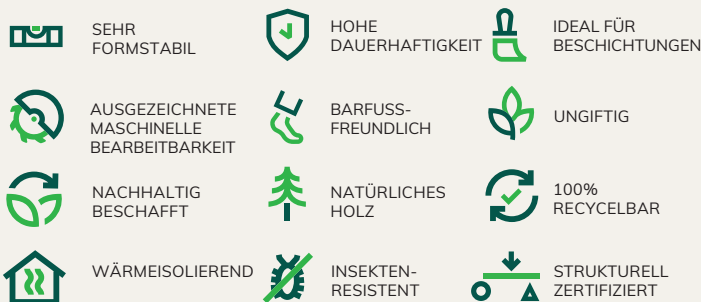 SEHR
FORMSTABIL
HOHE
DAUERHAFTIGKEIT
IDEAL FÜR
BESCHICHTUNGEN
AUSGEZEICHNETE
MASCHINELLE
BEARBEITBARKEIT
BARFUSS-
FREUNDLICH
UNGIFTIG
NACHHALTIG
BESCHAFFT
NATÜRLICHES
HOLZ
100%
RECYCELBAR
WÄRMEISOLIEREND
INSEKTEN-
RESISTENT
STRUKTURELL
ZERTIFIZIERT